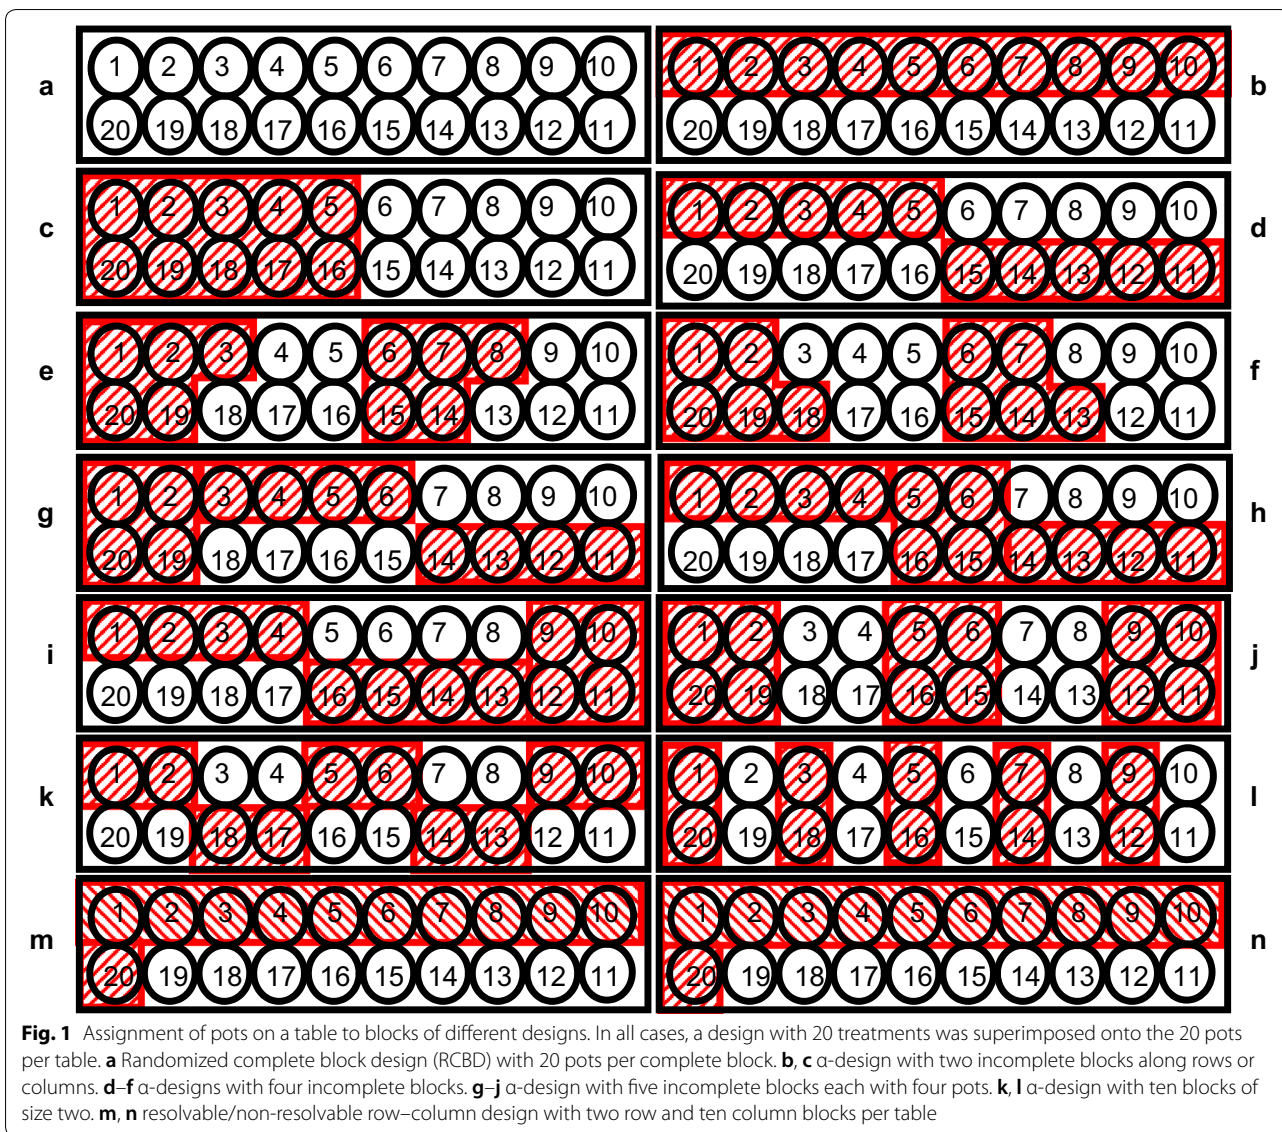 a 1 2 3 4 5 6 7 8 9 10 1 2 3 4 5 6 7 8 9 10 b
20 19 18 17 16 15 14 13 12 11 20 19 18 17 16 15 14 13 12 11
c 1 2 3 4 5 6 7 8 9 10 1 2 3 4 5 6 7 8 9 10 d
20 19 18 17 16 15 14 13 12 11 20 19 18 17 16 15 14 13 12 11
e 1 2 3 4 5 6 7 8 9 10 1 2 3 4 5 6 7 8 9 10 f
20 19 18 17 16 15 14 13 12 11 20 19 18 17 16 15 14 13 12 11
g 1 2 3 4 5 6 7 8 9 10 1 2 3 4 5 6 7 8 9 10 h
20 19 18 17 16 15 14 13 12 11 20 19 18 17 16 15 14 13 12 11
i 1 2 3 4 5 6 7 8 9 10 1 2 3 4 5 6 7 8 9 10 j
20 19 18 17 16 15 14 13 12 11 20 19 18 17 16 15 14 13 12 11
k 1 2 3 4 5 6 7 8 9 10 1 2 3 4 5 6 7 8 9 10 l
20 19 18 17 16 15 14 13 12 11 20 19 18 17 16 15 14 13 12 11
m 1 2 3 4 5 6 7 8 9 10 1 2 3 4 5 6 7 8 9 10 n
20 19 18 17 16 15 14 13 12 11 20 19 18 17 16 15 14 13 12 11
Fig. 1 Assignment of pots on a table to blocks of different designs. In all cases, a design with 20 treatments was superimposed onto the 20 pots
per table. a Randomized complete block design (RCBD) with 20 pots per complete block. b, c α-design with two incomplete blocks along rows or
columns. d–f α-designs with four incomplete blocks. g–j α-design with five incomplete blocks each with four pots. k, l α-design with ten blocks of
size two. m, n resolvable/non-resolvable row–column design with two row and ten column blocks per table